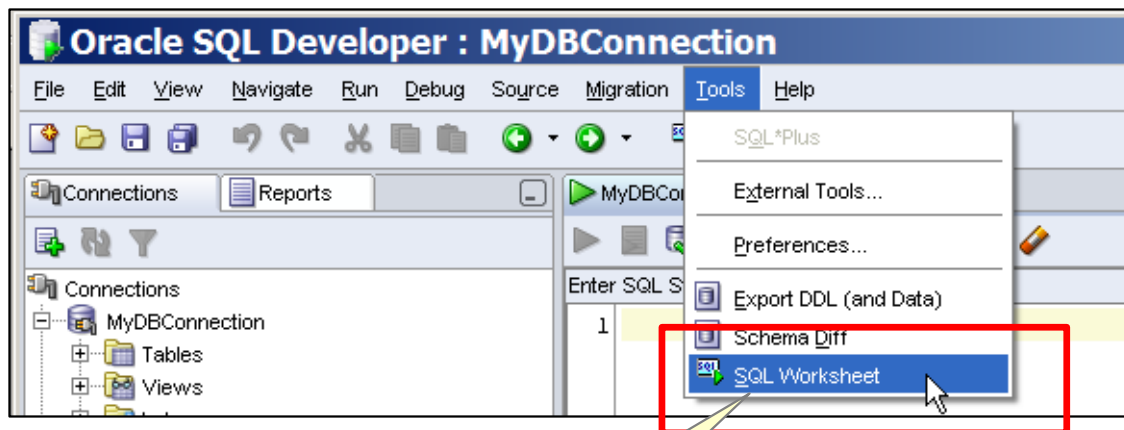 Oracle SQL Developer : MyDBConnection
File Edit View Navigate Run Debug Source Migration Tools Help
SQL*Plus
Connections Reports
External Tools...
Preferences...
Connections
Enter SQL
Export DDL (and Data)
MyDBConnection
1
Schema Diff
Tables
SQL Worksheet
Views